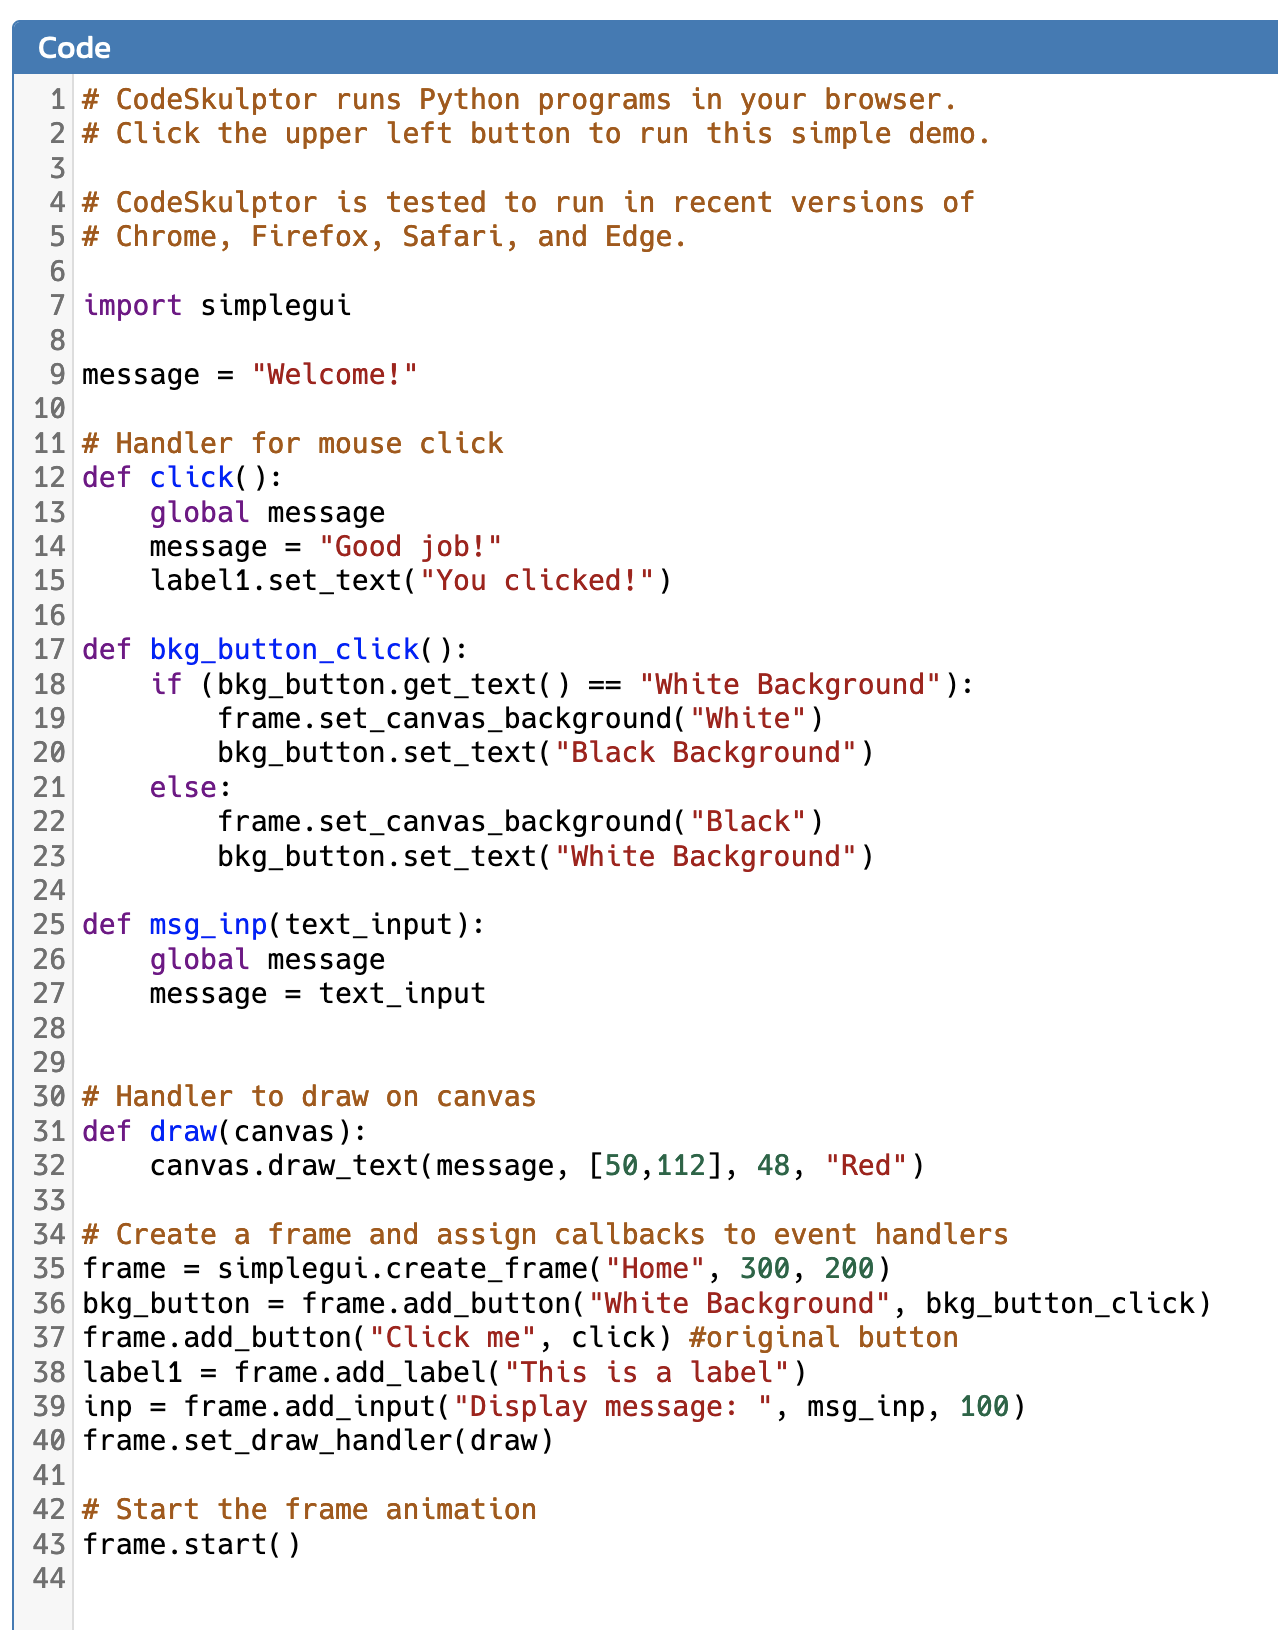 Code
1 # CodeSkulptor runs Python programs in your browser.
2 # Click the upper left button to run this simple demo.
3
4 # CodeSkulptor is tested to run in recent versions of
5 # Chrome, Firefox, Safari, and Edge.
6
7 import simplegui
8
9 message = "Welcome!"
10
11 # Handler for mouse click
12 def click():
13     global message
14     message = "Good job!"
15     label1.set_text("You clicked!")
16
17 def bkg_button_click():
18     if (bkg_button.get_text() == "White Background"):
19         frame.set_canvas_background("White")
20         bkg_button.set_text("Black Background")
21     else:
22         frame.set_canvas_background("Black")
23         bkg_button.set_text("White Background")
24
25 def msg_inp(text_input):
26     global message
27     message = text_input
28
29
30 # Handler to draw on canvas
31 def draw(canvas):
32     canvas.draw_text(message, [50,112], 48, "Red")
33
34 # Create a frame and assign callbacks to event handlers
35 frame = simplegui.create_frame("Home", 300, 200)
36 bkg_button = frame.add_button("White Background", bkg_button_click)
37 frame.add_button("Click me", click) #original button
38 label1 = frame.add_label("This is a label")
39 inp = frame.add_input("Display message: ", msg_inp, 100)
40 frame.set_draw_handler(draw)
41
42 # Start the frame animation
43 frame.start()
44